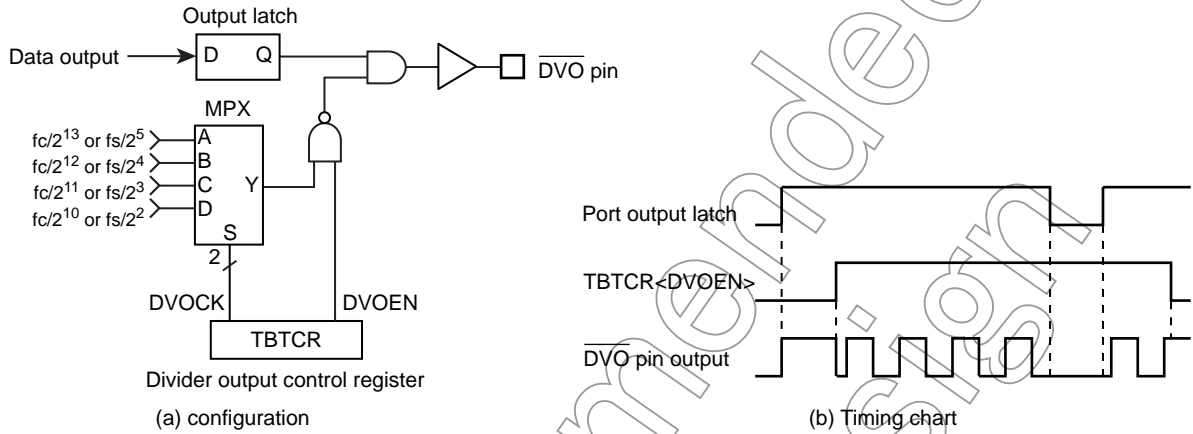 Output latch
Data output
D Q
DVO pin
MPX
fc/2^13 or fs/2^5
A
fc/2^12 or fs/2^4
B
fc/2^11 or fs/2^3
C
Y
fc/2^10 or fs/2^2
D
S
2
DVOCK
DVOEN
TBTCR
Divider output control register
(a) configuration
Port output latch
TBTCR<DVOEN>
DVO pin output
(b) Timing chart
mende
sign